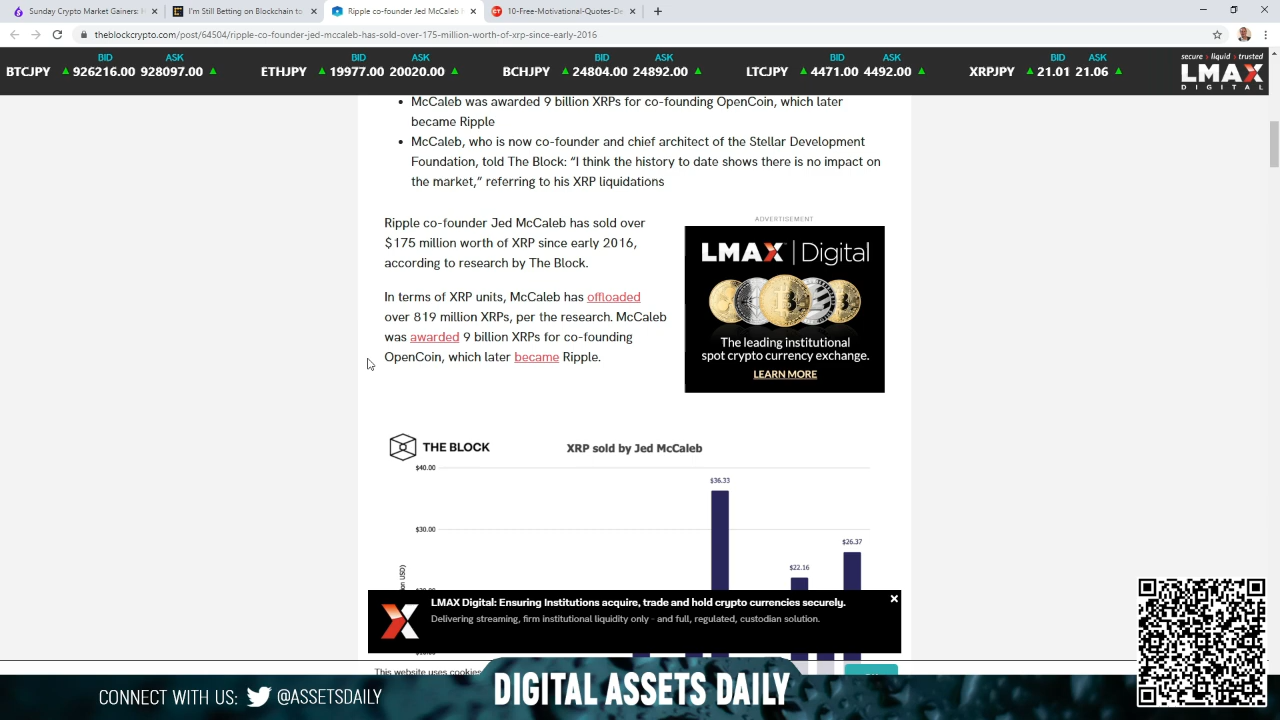 Sunday Crypto Market Gainers: H
I'm Still Betting on Blockchain to
Ripple co-founder Jed McCaleb h
10-Free-Motivational-Quotes-De
theblockcrypto.com/post/64504/ripple-co-founder-jed-mccaleb-has-sold-over-175-million-worth-of-xrp-since-early-2016
BID ASK BID ASK BID ASK BID ASK BID ASK
BTCJPY 926216.00 928097.00 ETHJPY 19977.00 20020.00 BCHJPY 24804.00 24892.00 LTCJPY 4471.00 4492.00 XRPJPY 21.01 21.06
secure liquid trusted
LMAX
DIGITAL
• McCaleb was awarded 9 billion XRPs for co-founding OpenCoin, which later
became Ripple
• McCaleb, who is now co-founder and chief architect of the Stellar Development
Foundation, told The Block: “I think the history to date shows there is no impact on
the market,” referring to his XRP liquidations
Ripple co-founder Jed McCaleb has sold over
$175 million worth of XRP since early 2016,
according to research by The Block.
In terms of XRP units, McCaleb has offloaded
over 819 million XRPs, per the research. McCaleb
was awarded 9 billion XRPs for co-founding
OpenCoin, which later became Ripple.
ADVERTISEMENT
LMAX Digital
The leading institutional
spot crypto currency exchange.
LEARN MORE
THE BLOCK
XRP sold by Jed McCaleb
$40.00
$36.33
$30.00
$26.37
$22.16
LMAX Digital: Ensuring Institutions acquire, trade and hold crypto currencies securely.
Delivering streaming, firm institutional liquidity only - and full, regulated, custodian solution.
This website uses cookies
CONNECT WITH US: @ASSETSDAILY
DIGITAL ASSETS DAILY